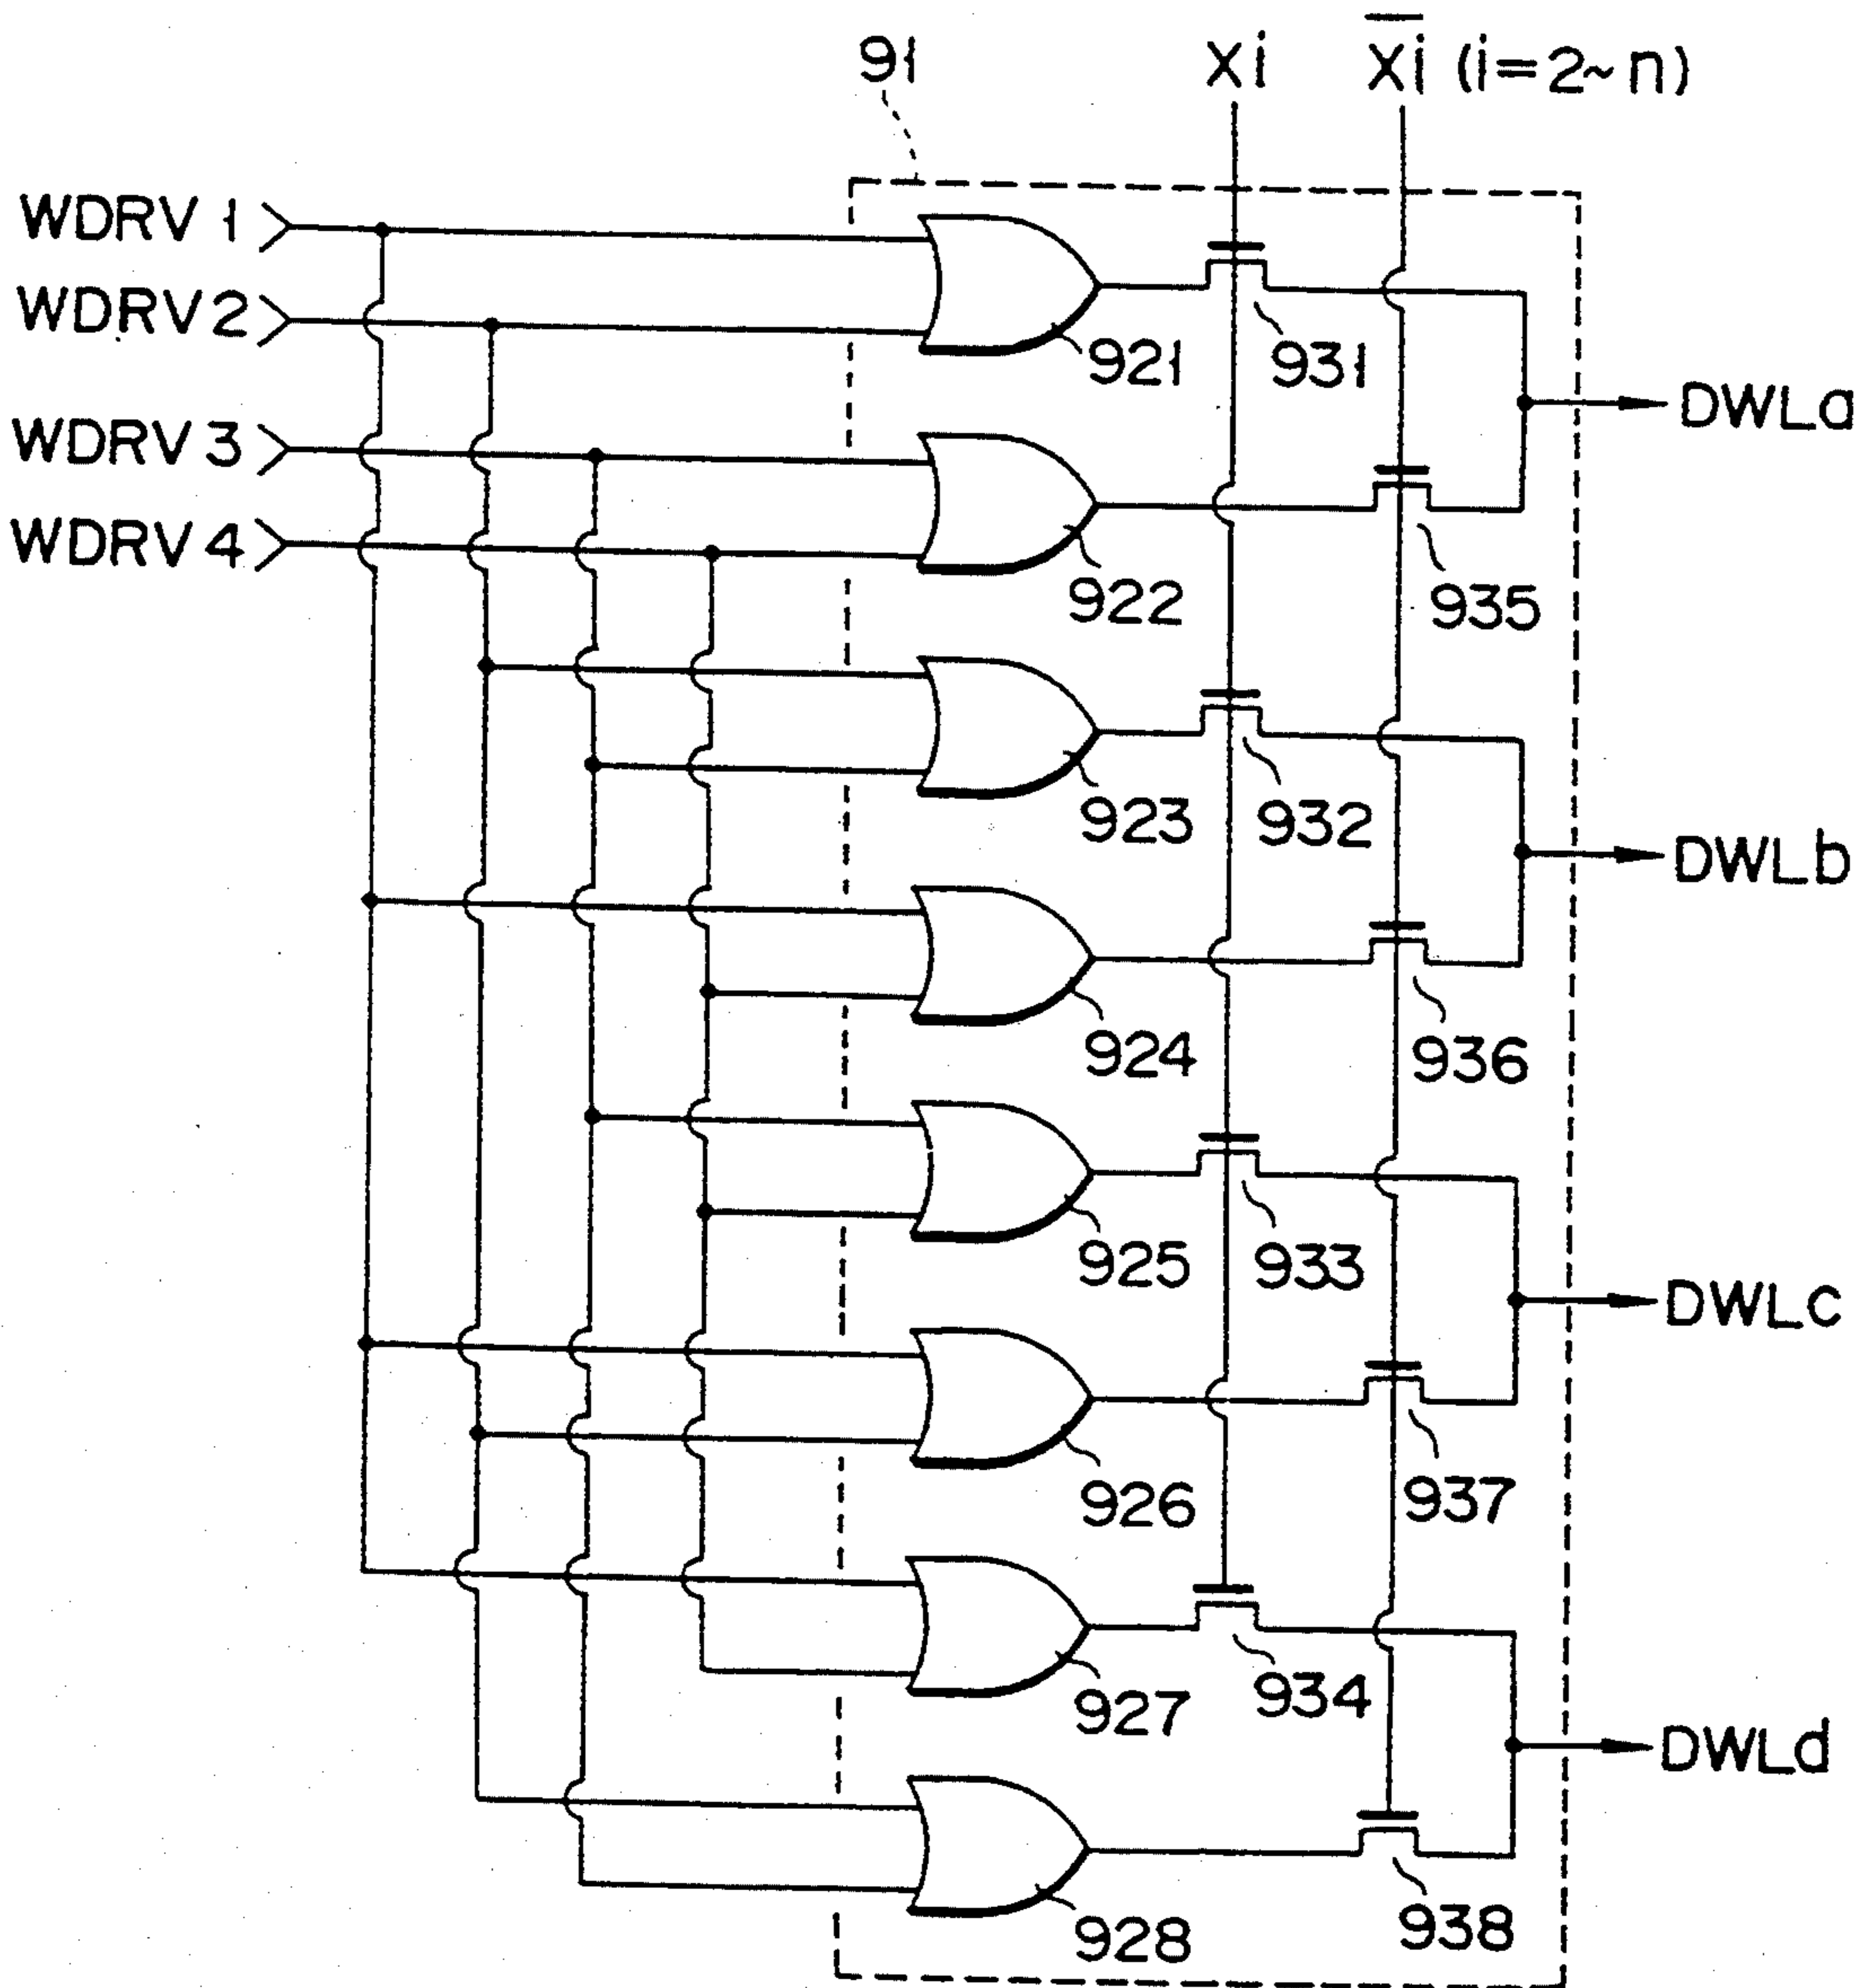 91
Xi
X̅i̅ (i=2~n)
WDRV 1
WDRV 2
WDRV 3
WDRV 4
921
931
DWLa
922
935
923
932
DWLb
924
936
925
933
DWLc
926
937
927
934
DWLd
928
938